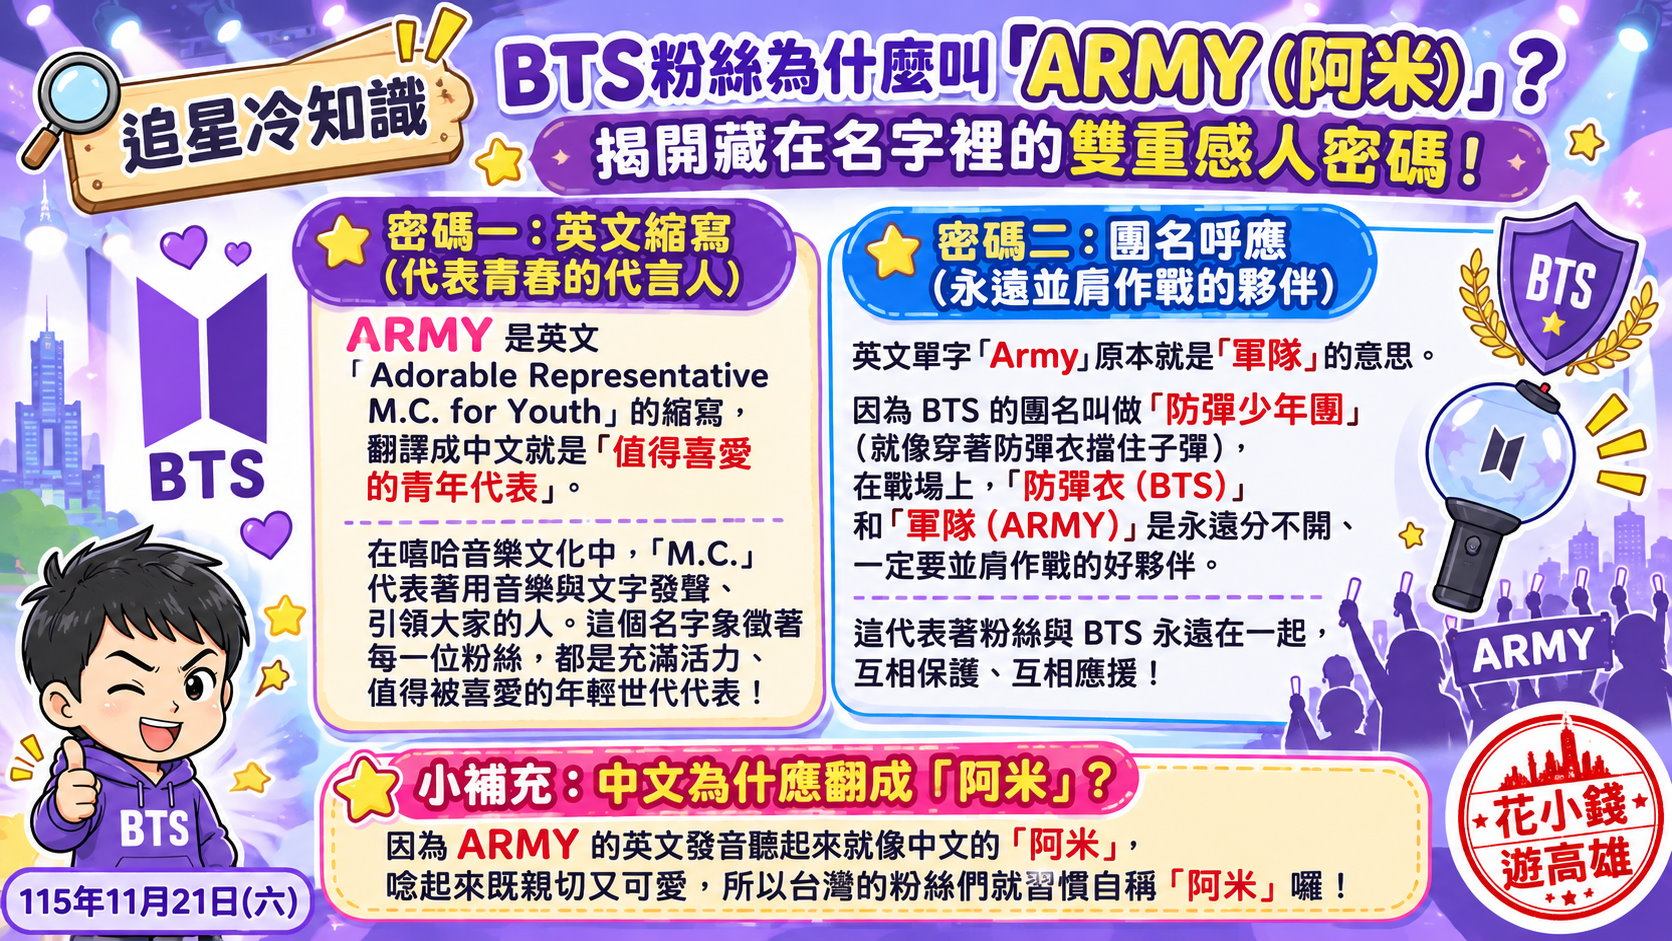 追星冷知識
BTS粉絲為什麼叫「ARMY(阿米)」?
揭開藏在名字裡的雙重感人密碼!
BTS
密碼一:英文縮寫
(代表青春的代言人)
ARMY 是英文
「Adorable Representative
M.C. for Youth」的縮寫,
翻譯成中文就是「值得喜愛
的青年代表」。
在嘻哈音樂文化中,「M.C.」
代表著用音樂與文字發聲、
引領大家的人。這個名字象徵著
每一位粉絲,都是充滿活力、
值得被喜愛的年輕世代代表!
密碼二:團名呼應
(永遠並肩作戰的夥伴)
英文單字「Army」原本就是「軍隊」的意思。
因為 BTS 的團名叫做「防彈少年團」
(就像穿著防彈衣擋住子彈),
在戰場上,「防彈衣(BTS)」
和「軍隊(ARMY)」是永遠分不開、
一定要並肩作戰的好夥伴。
這代表著粉絲與 BTS 永遠在一起,
互相保護、互相應援!
BTS
ARMY
小補充:中文為什應翻成「阿米」?
因為 ARMY 的英文發音聽起來就像中文的「阿米」,
唸起來既親切又可愛,所以台灣的粉絲們就習慣自稱「阿米」囉!
BTS
115年11月21日(六)
花小錢
遊高雄